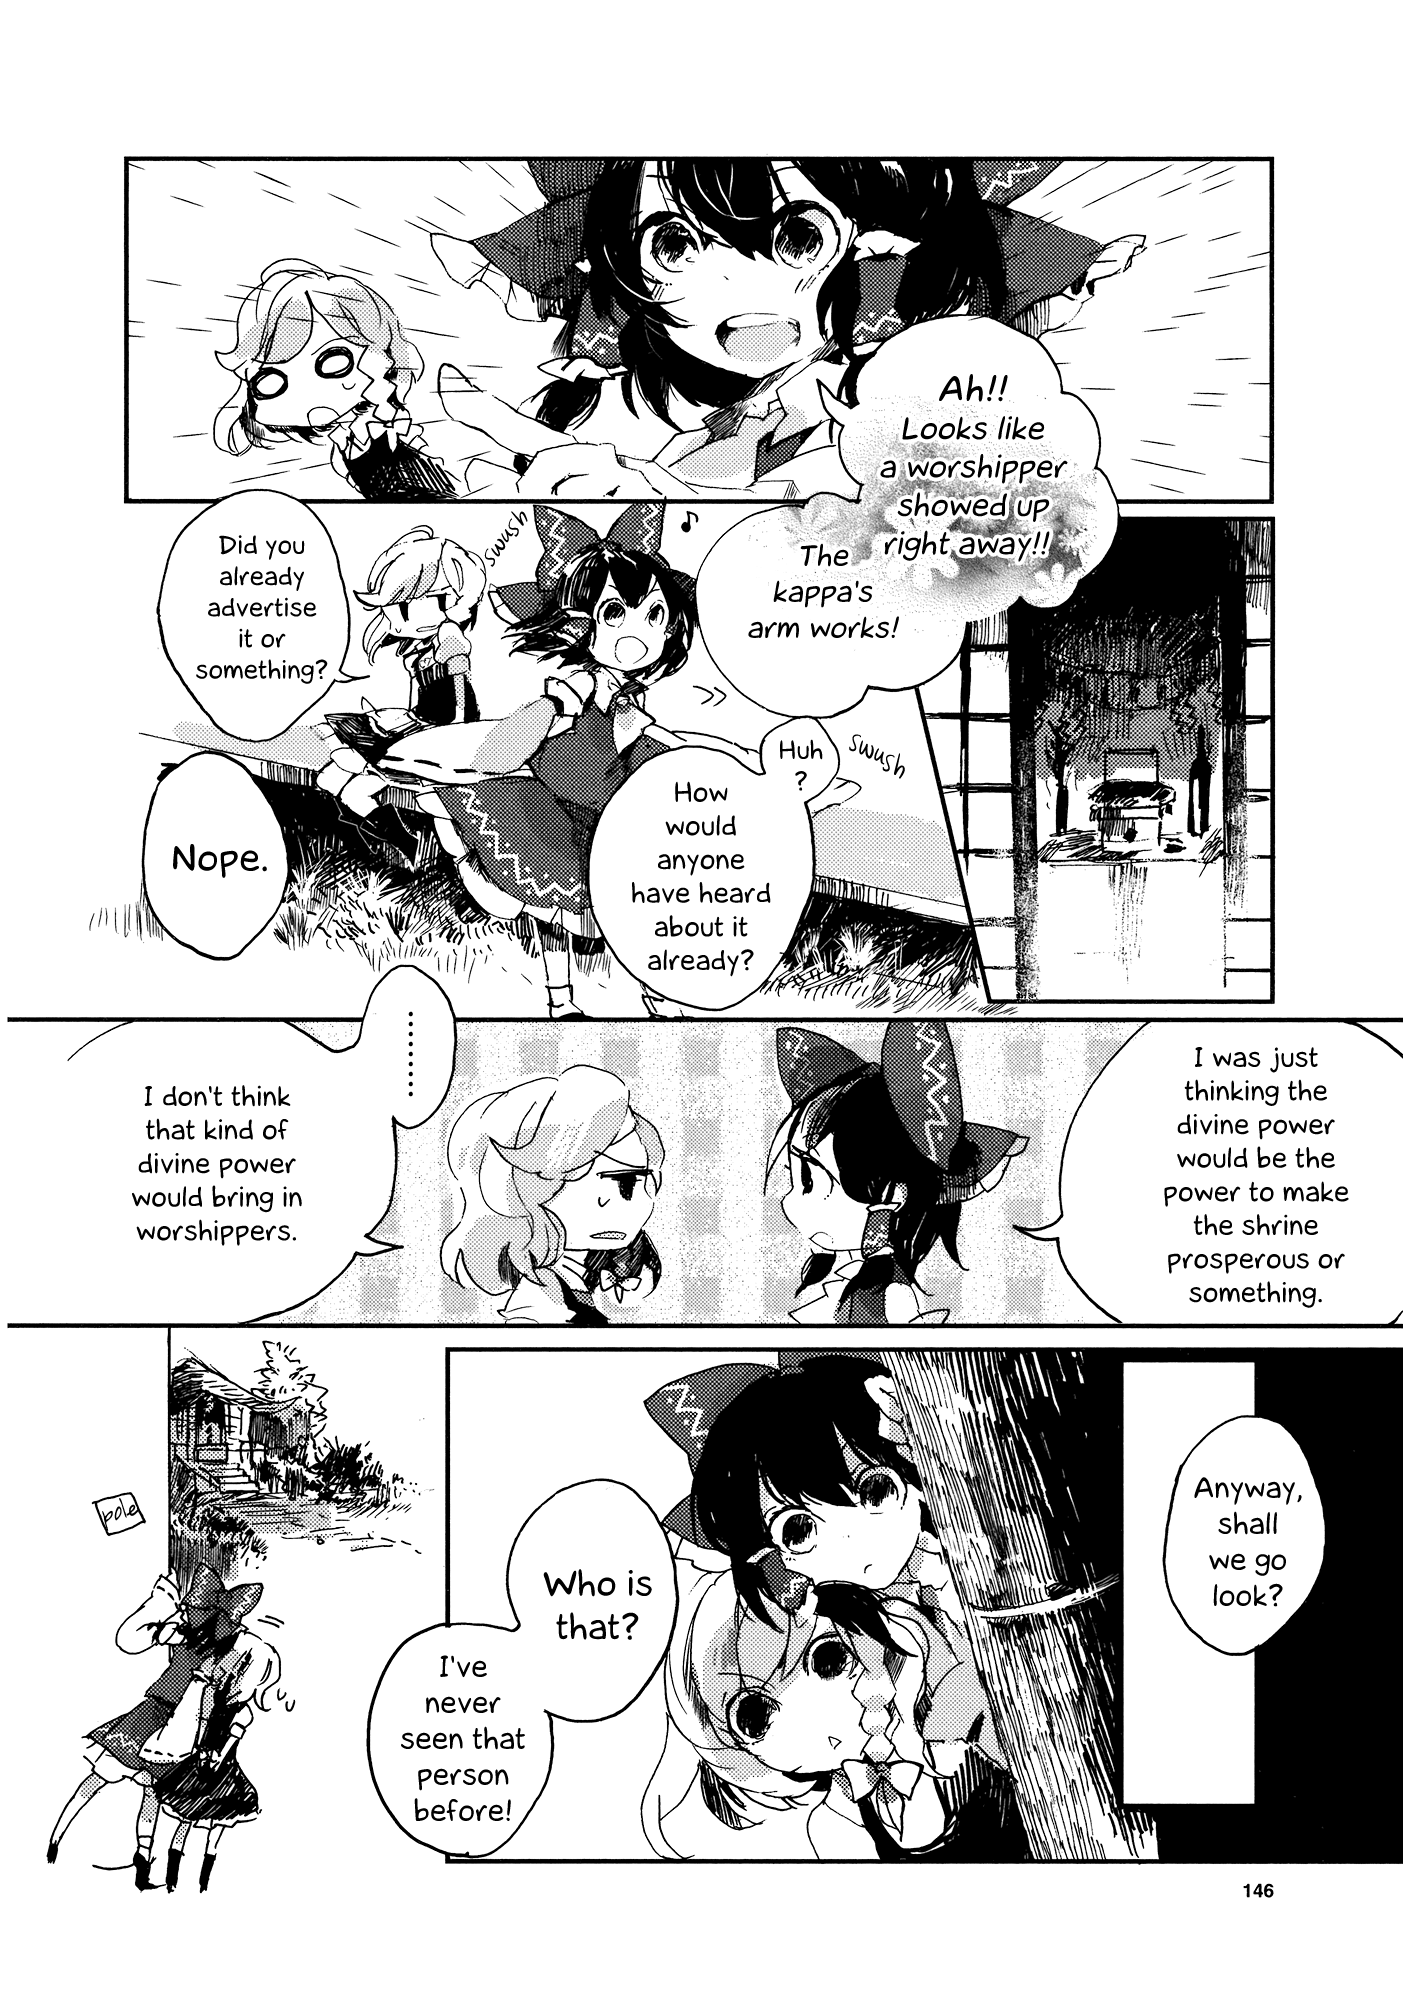 Ah!!
Looks like
a worshipper
showed up
right away!!
The
kappa's
arm works!
swush
♪
Did you
already
advertise
it or
something?
Huh
?
swush
How
would
anyone
have heard
about it
already?
Nope.
I was just
thinking the
divine power
would be the
power to make
the shrine
prosperous or
something.
.........
I don't think
that kind of
divine power
would bring in
worshippers.
Anyway,
shall
we go
look?
Who is
that?
I've
never
seen that
person
before!
pole
146